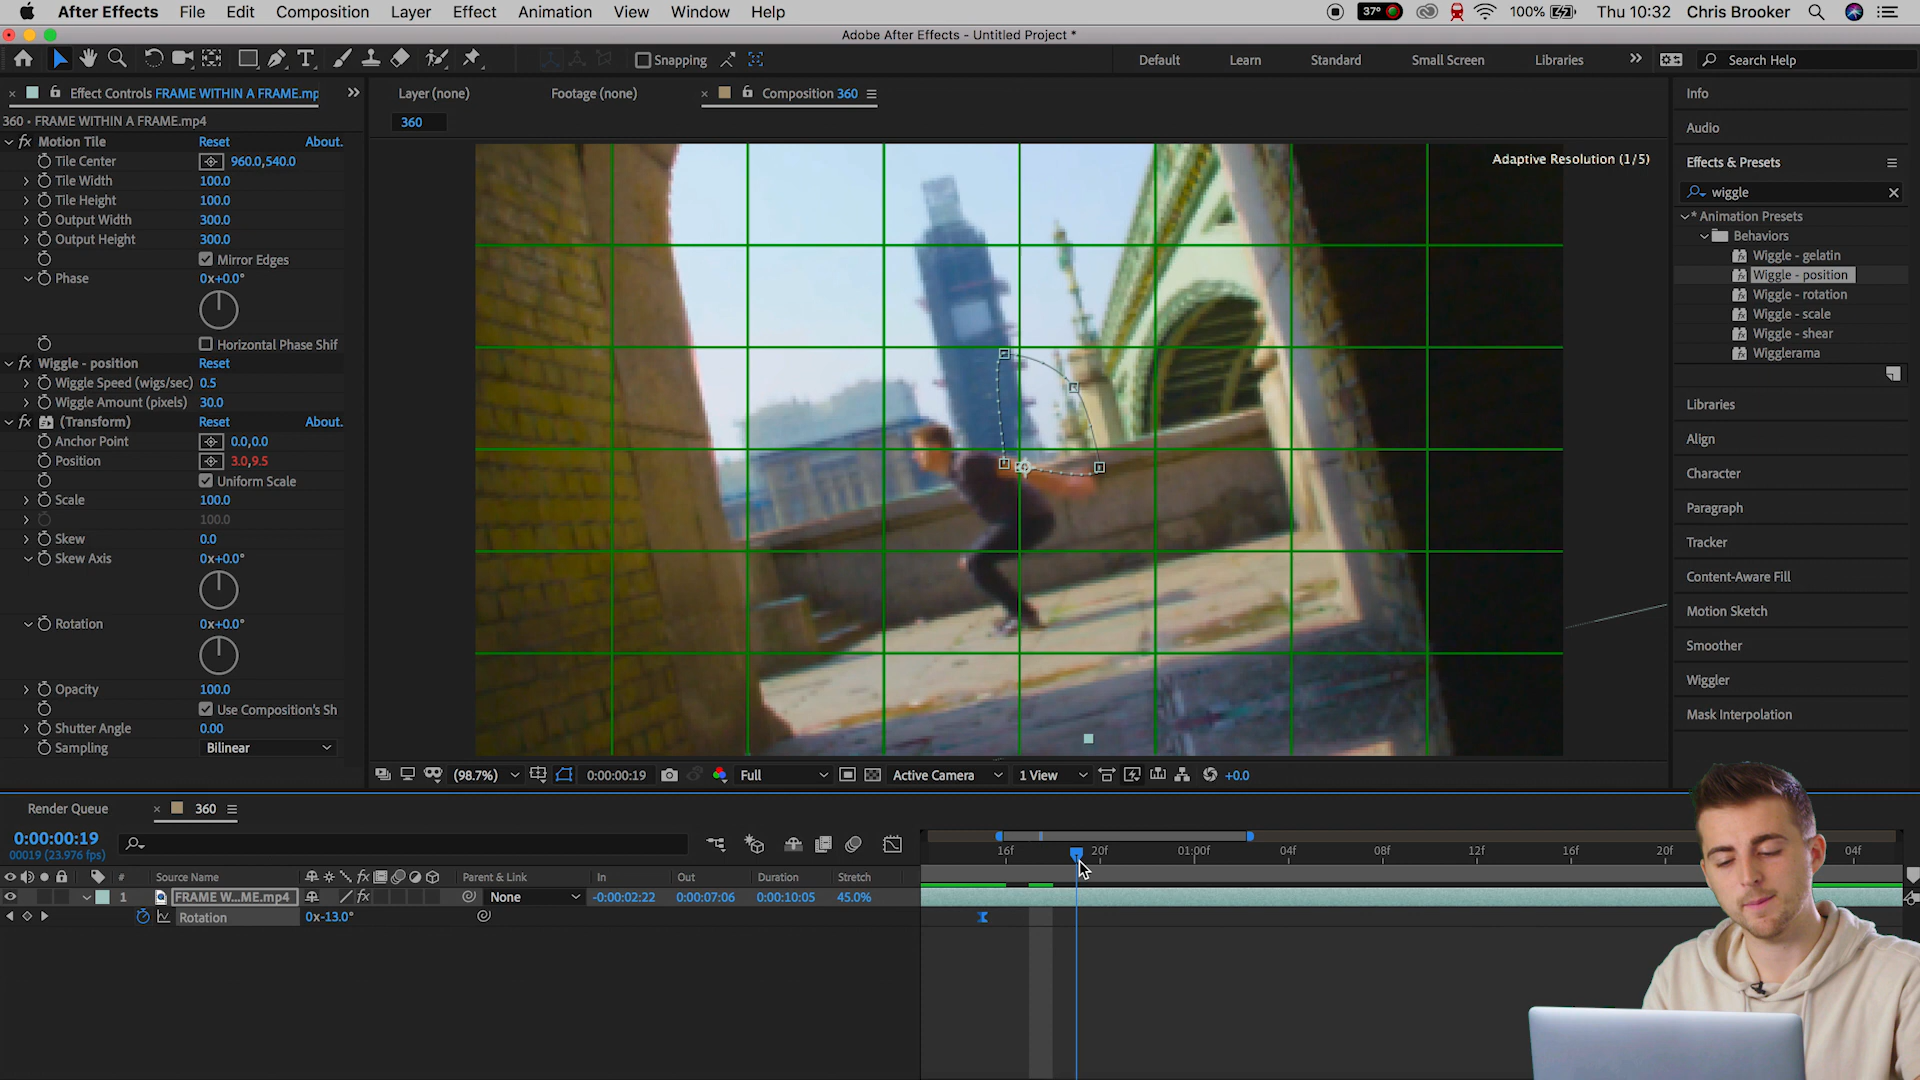 After Effects File Edit Composition Layer Effect Animation View Window Help 37° 100% Thu 10:32 Chris Brooker
Adobe After Effects - Untitled Project *
T Snapping Default Learn Standard Small Screen Libraries Search Help
Effect Controls FRAME WITHIN A FRAME.mp
Layer (none) Footage (none) Composition 360
360 • FRAME WITHIN A FRAME.mp4
360
fx Motion Tile Reset About.
Tile Center 960.0,540.0
Tile Width 100.0
Tile Height 100.0
Output Width 300.0
Output Height 300.0
Mirror Edges
Phase 0x+0.0°
Horizontal Phase Shif
fx Wiggle - position Reset
Wiggle Speed (wigs/sec) 0.5
Wiggle Amount (pixels) 30.0
fx (Transform) Reset About.
Anchor Point 0.0,0.0
Position 3.0,9.5
Uniform Scale
Scale 100.0
100.0
Skew 0.0
Skew Axis 0x+0.0°
Rotation 0x+0.0°
Opacity 100.0
Use Composition's Sh
Shutter Angle 0.00
Sampling Bilinear
Adaptive Resolution (1/5)
(98.7%) 0:00:00:19 Full Active Camera 1 View +0.0
Info
Audio
Effects & Presets
wiggle
* Animation Presets
Behaviors
Wiggle - gelatin
Wiggle - position
Wiggle - rotation
Wiggle - scale
Wiggle - shear
Wigglerama
Libraries
Align
Character
Paragraph
Tracker
Content-Aware Fill
Motion Sketch
Smoother
Wiggler
Mask Interpolation
Render Queue 360
0:00:00:19
00019 (23.976 fps)
16f 20f 01:00f 04f 08f 12f 16f 20f 04f
# Source Name fx Parent & Link In Out Duration Stretch
1 FRAME W...ME.mp4 fx None -0:00:02:22 0:00:07:06 0:00:10:05 45.0%
Rotation 0x-13.0°